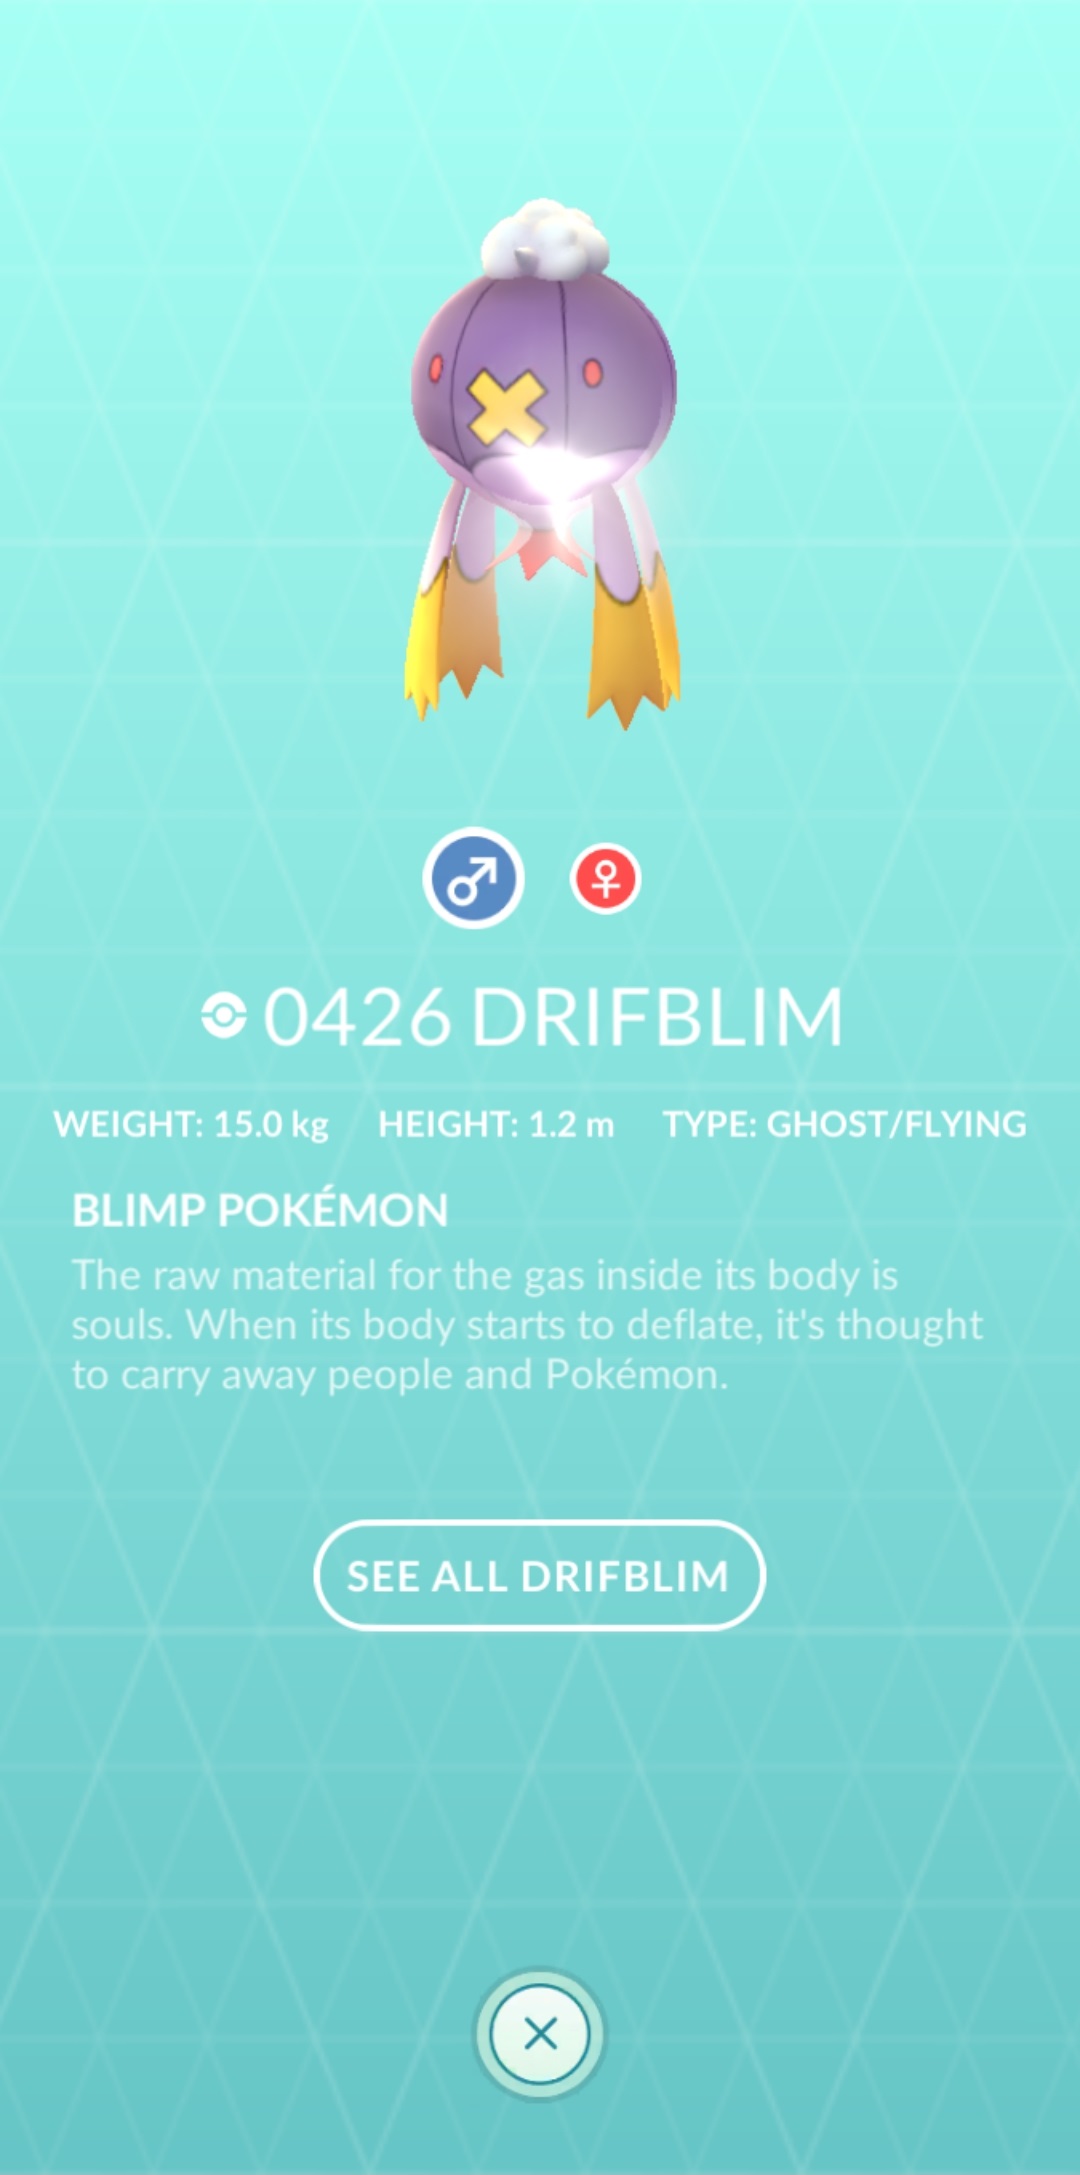 0426 DRIFBLIM
WEIGHT: 15.0 kg HEIGHT: 1.2 m TYPE: GHOST/FLYING
BLIMP POKÉMON
The raw material for the gas inside its body is
souls. When its body starts to deflate, it's thought
to carry away people and Pokémon.
SEE ALL DRIFBLIM